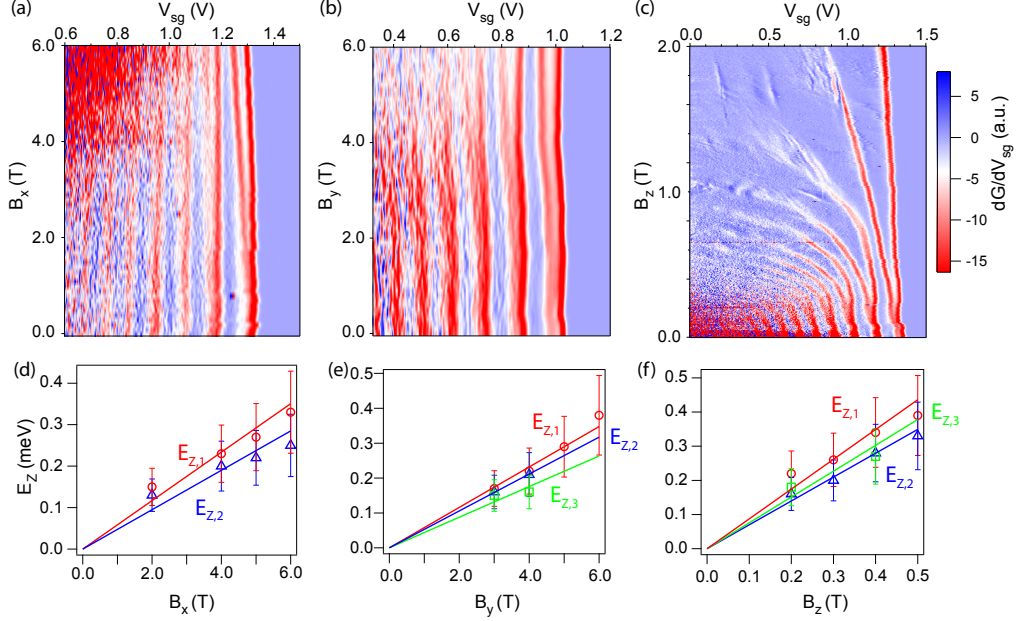 (a) V_sg (V) (b) V_sg (V) (c) V_sg (V)
0.6 0.8 1.0 1.2 1.4 0.4 0.6 0.8 1.0 1.2 0.0 0.5 1.0 1.5
B_x (T) 6.0 4.0 2.0 0.0
B_y (T) 6.0 4.0 2.0 0.0
B_z (T) 2.0 1.0 0.0
5 0 -5 -10 -15
dG/dV_sg (a.u.)
(d)
E_Z (meV)
0.4 0.3 0.2 0.1 0.0
E_Z,1
E_Z,2
0.0 2.0 4.0 6.0
B_x (T)
(e)
0.5 0.4 0.3 0.2 0.1 0.0
E_Z,1
E_Z,2
E_Z,3
0.0 2.0 4.0 6.0
B_y (T)
(f)
0.5 0.4 0.3 0.2 0.1 0.0
E_Z,1
E_Z,3
E_Z,2
0.0 0.1 0.2 0.3 0.4 0.5
B_z (T)